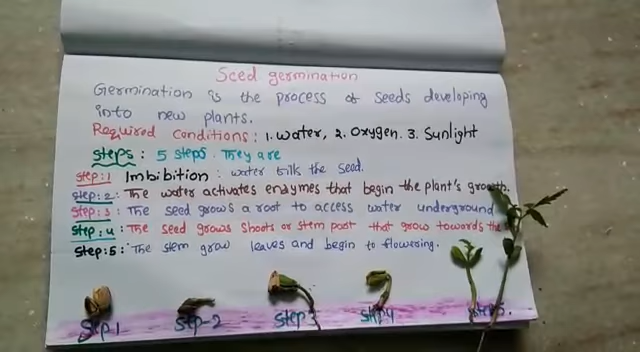 Seed germination
Germination is the process of seeds developing
into new plants.
Required Conditions: 1. water, 2. Oxygen. 3. Sunlight
steps: 5 steps. They are
step:1 Imbibition: water fills the seed.
step:2: The water activates enzymes that begin the plant's growth.
step:3: The seed grows a root to access water underground
step:4: The seed grows shoots or stem part that grow towards the
step:5: The stem grow leaves and begin to flowering.
step1 step-2 step3 step4 step5.